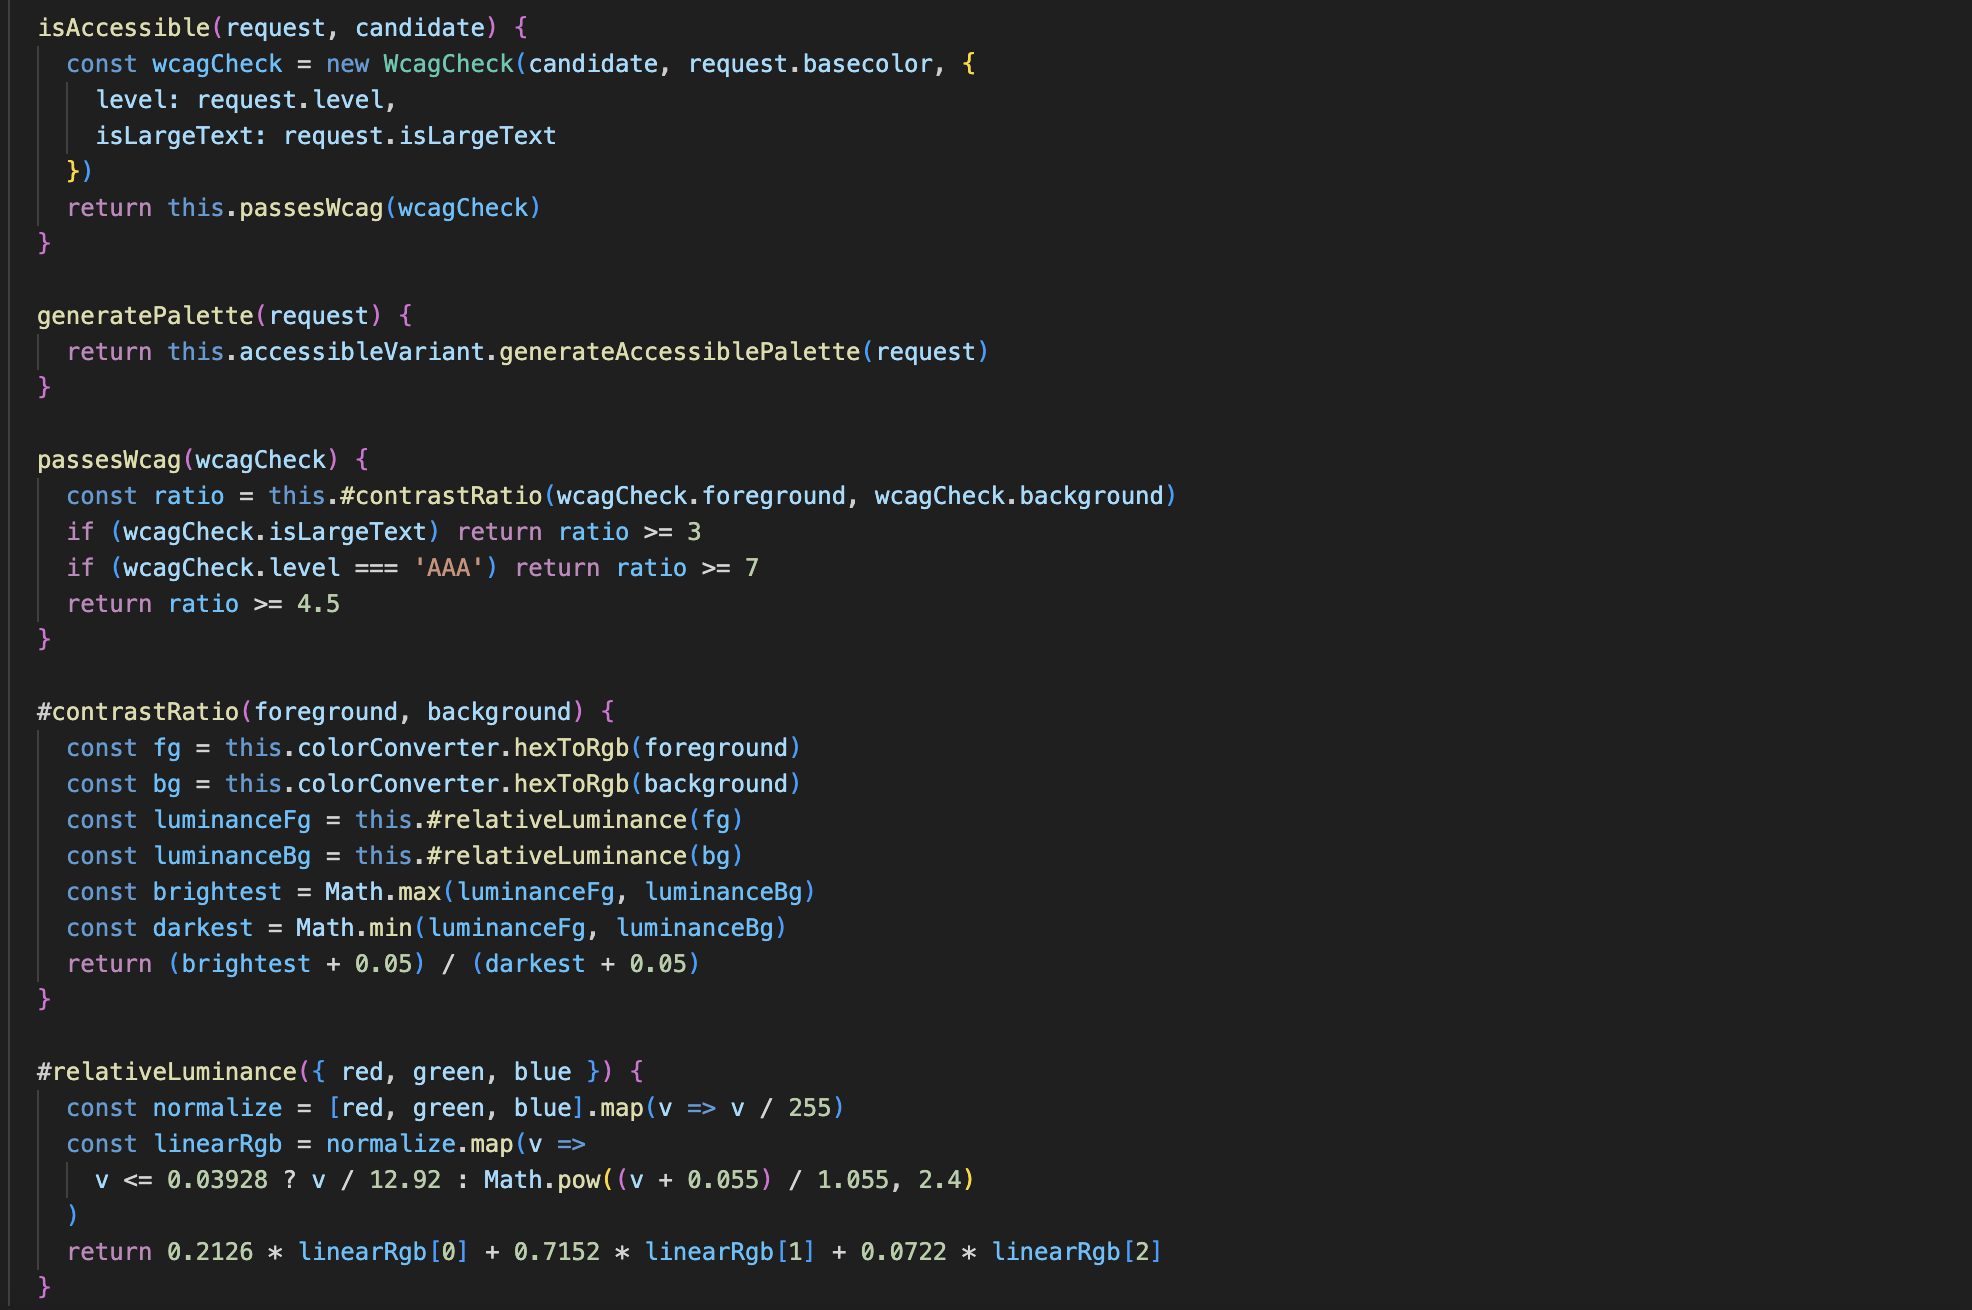 isAccessible(request, candidate) {
  const wcagCheck = new WcagCheck(candidate, request.basecolor, {
    level: request.level,
    isLargeText: request.isLargeText
  })
  return this.passesWcag(wcagCheck)
}

generatePalette(request) {
  return this.accessibleVariant.generateAccessiblePalette(request)
}

passesWcag(wcagCheck) {
  const ratio = this.#contrastRatio(wcagCheck.foreground, wcagCheck.background)
  if (wcagCheck.isLargeText) return ratio >= 3
  if (wcagCheck.level === 'AAA') return ratio >= 7
  return ratio >= 4.5
}

#contrastRatio(foreground, background) {
  const fg = this.colorConverter.hexToRgb(foreground)
  const bg = this.colorConverter.hexToRgb(background)
  const luminanceFg = this.#relativeLuminance(fg)
  const luminanceBg = this.#relativeLuminance(bg)
  const brightest = Math.max(luminanceFg, luminanceBg)
  const darkest = Math.min(luminanceFg, luminanceBg)
  return (brightest + 0.05) / (darkest + 0.05)
}

#relativeLuminance({ red, green, blue }) {
  const normalize = [red, green, blue].map(v => v / 255)
  const linearRgb = normalize.map(v =>
    v <= 0.03928 ? v / 12.92 : Math.pow((v + 0.055) / 1.055, 2.4)
  )
  return 0.2126 * linearRgb[0] + 0.7152 * linearRgb[1] + 0.0722 * linearRgb[2]
}